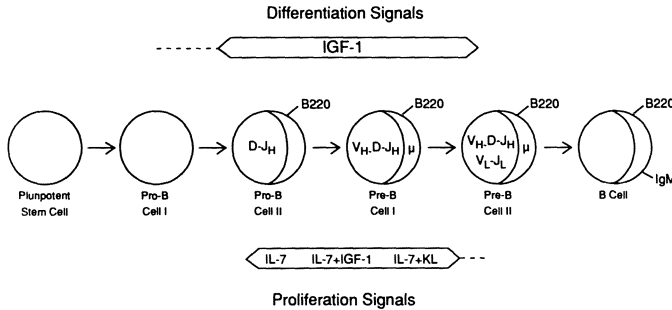 Differentiation Signals
IGF-1
B220
B220
B220
B220
D-JH
VH-D-JH
μ
VH-D-JH
VL-JL
μ
IgM
Plunpotent
Stem Cell
Pro-B
Cell I
Pro-B
Cell II
Pre-B
Cell I
Pre-B
Cell II
B Cell
IL-7 IL-7+IGF-1 IL-7+KL
Proliferation Signals